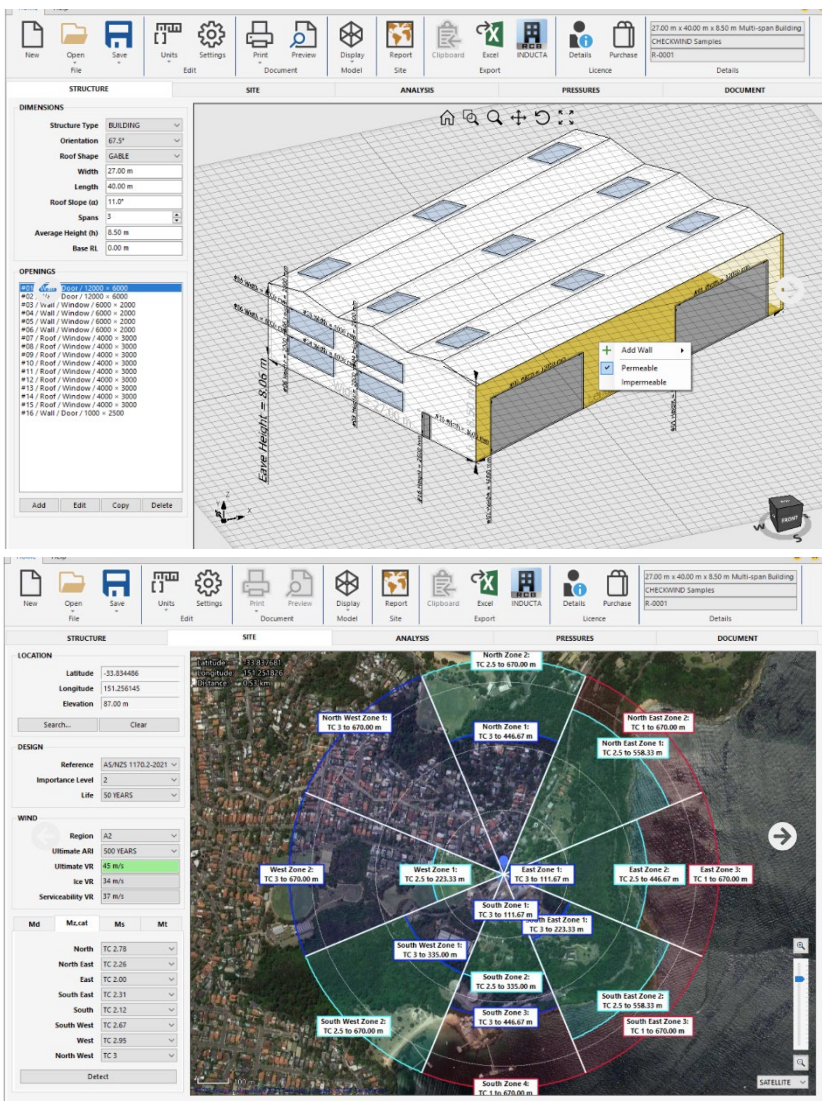 Home Help
New
Open
Save
Units
Settings
Print
Preview
Display
Report
Clipboard
Excel
INDUCTA
Details
Purchase
File
Edit
Document
Model
Site
Export
Licence
Details
27.00 m x 40.00 m x 8.50 m Multi-span Building
CHECKWIND Samples
R-0001
STRUCTURE
SITE
ANALYSIS
PRESSURES
DOCUMENT
DIMENSIONS
Structure Type BUILDING
Orientation 67.5°
Roof Shape GABLE
Width 27.00 m
Length 40.00 m
Roof Slope (α) 11.0°
Spans 3
Average Height (h) 8.50 m
Base RL 0.00 m
OPENINGS
#01 / Wall / Door / 12000 × 6000
#02 / Door / 12000 × 6000
#03 / Wall / Window / 6000 × 2000
#04 / Wall / Window / 6000 × 2000
#05 / Wall / Window / 6000 × 2000
#06 / Wall / Window / 6000 × 2000
#07 / Roof / Window / 4000 × 3000
#08 / Roof / Window / 4000 × 3000
#09 / Roof / Window / 4000 × 3000
#10 / Roof / Window / 4000 × 3000
#11 / Roof / Window / 4000 × 3000
#12 / Roof / Window / 4000 × 3000
#13 / Roof / Window / 4000 × 3000
#14 / Roof / Window / 4000 × 3000
#15 / Roof / Window / 4000 × 3000
#16 / Wall / Door / 1000 × 2500
Add Edit Copy Delete
Eave Height = 8.06 m
Add Wall
Permeable
Impermeable
Z
Y
X
FRONT
W
S
Home Help
New
Open
Save
Units
Settings
Print
Preview
Display
Report
Clipboard
Excel
INDUCTA
Details
Purchase
File
Edit
Document
Model
Site
Export
Licence
Details
27.00 m x 40.00 m x 8.50 m Multi-span Building
CHECKWIND Samples
R-0001
STRUCTURE
SITE
ANALYSIS
PRESSURES
DOCUMENT
LOCATION
Latitude -33.834486
Longitude 151.256145
Elevation 87.00 m
Search... Clear
DESIGN
Reference AS/NZS 1170.2-2021
Importance Level 2
Life 50 YEARS
WIND
Region A2
Ultimate ARI 500 YEARS
Ultimate VR 45 m/s
Ice VR 34 m/s
Serviceability VR 37 m/s
Md Mz,cat Ms Mt
North TC 2.78
North East TC 2.26
East TC 2.00
South East TC 2.31
South TC 2.12
South West TC 2.67
West TC 2.95
North West TC 3
Detect
Latitude = -33.837681
Longitude = 151.251826
Distance = 0.53 km
North Zone 2:
TC 2.5 to 670.00 m
North West Zone 1:
TC 3 to 670.00 m
North Zone 1:
TC 3 to 446.67 m
North East Zone 2:
TC 1 to 670.00 m
North East Zone 1:
TC 2.5 to 558.33 m
West Zone 2:
TC 3 to 670.00 m
West Zone 1:
TC 2.5 to 223.33 m
East Zone 1:
TC 3 to 111.67 m
East Zone 2:
TC 2.5 to 446.67 m
East Zone 3:
TC 1 to 670.00 m
South Zone 1:
TC 3 to 111.67 m
South East Zone 1:
TC 3 to 223.33 m
South West Zone 1:
TC 3 to 335.00 m
South Zone 2:
TC 2.5 to 335.00 m
South East Zone 2:
TC 2.5 to 558.33 m
South Zone 3:
TC 3 to 446.67 m
South West Zone 2:
TC 2.5 to 670.00 m
South East Zone 3:
TC 1 to 670.00 m
South Zone 4:
TC 1 to 670.00 m
100 m
SATELLITE